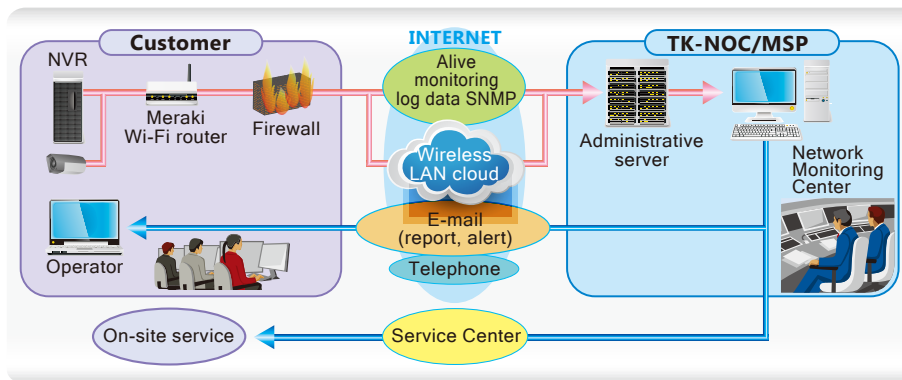 Customer
INTERNET
TK-NOC/MSP
NVR
Meraki
Wi-Fi router
Firewall
Alive
monitoring
log data SNMP
Wireless
LAN cloud
Administrative
server
Network
Monitoring
Center
E-mail
(report, alert)
Operator
Telephone
On-site service
Service Center